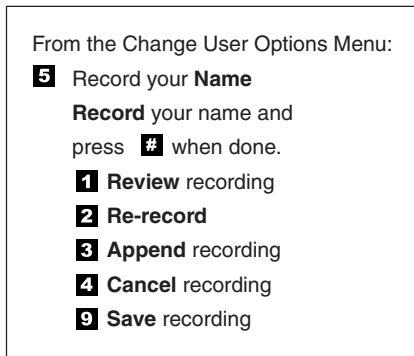 From the Change User Options Menu:
5 Record your Name
Record your name and
press # when done.
1 Review recording
2 Re-record
3 Append recording
4 Cancel recording
9 Save recording